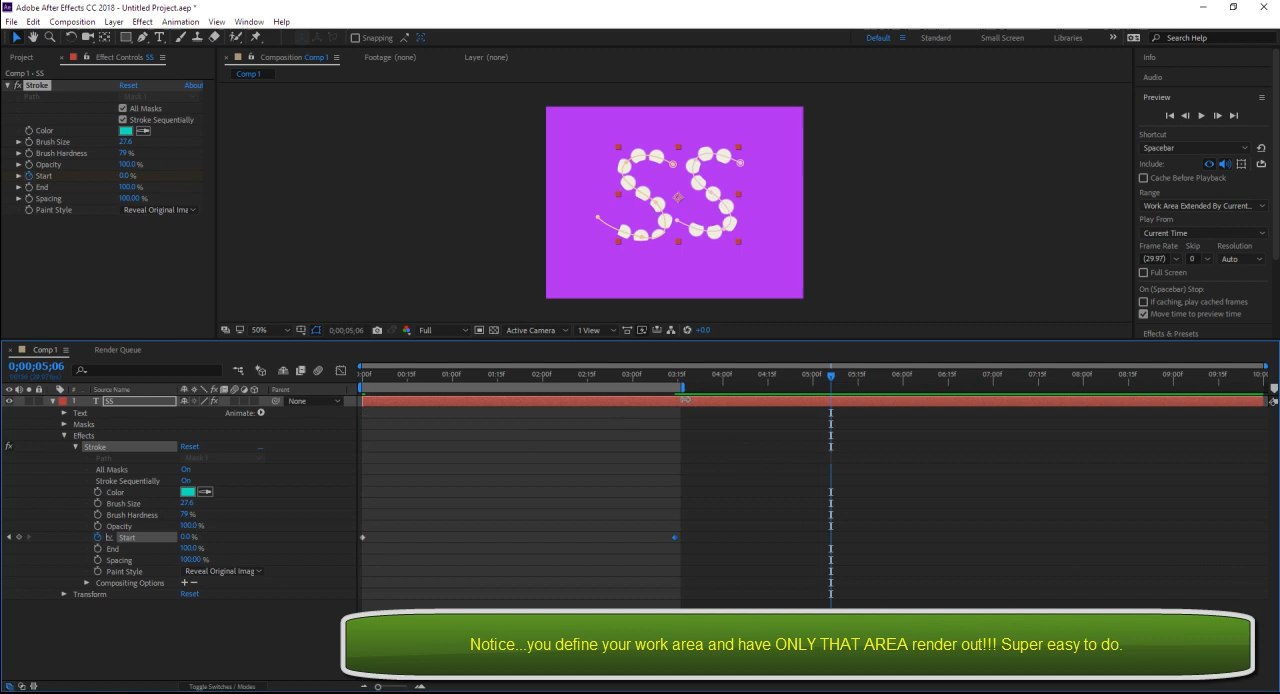 Adobe After Effects CC 2018 - Untitled Project.aep *
File Edit Composition Layer Effect Animation View Window Help
Snapping Default Standard Small Screen Libraries Search Help
Project Effect Controls SS
Composition Comp 1 Footage (none) Layer (none)
Info
Comp 1 • SS
Comp 1
Audio
fx Stroke Reset About
Path Mask 1
Preview
All Masks
Stroke Sequentially
Color
Brush Size 27.6
Brush Hardness 79 %
Opacity 100.0 %
Start 0.0 %
End 100.0 %
Spacing 100.00 %
Paint Style Reveal Original Ima
Shortcut
Spacebar
Include:
Cache Before Playback
Range
Work Area Extended By Current...
Play From
Current Time
Frame Rate Skip Resolution
(29.97) 0 Auto
Full Screen
On (Spacebar) Stop:
If caching, play cached frames
Move time to preview time
Effects & Presets
SS
50% 0;00;05;06 Full Active Camera 1 View +0.0
Comp 1 Render Queue
0;00;05;06
:00f 00:15f 01:00f 01:15f 02:00f 02:15f 03:00f 03:15f 04:00f 04:15f 05:00f 05:15f 06:00f 06:15f 07:00f 07:15f 08:00f 08:15f 09:00f 09:15f 10:00
# Source Name Parent
1 T SS None
Text Animate:
Masks
Effects
fx Stroke Reset ...
Path Mask 1
All Masks On
Stroke Sequentially On
Color
Brush Size 27.6
Brush Hardness 79 %
Opacity 100.0 %
Start 0.0 %
End 100.0 %
Spacing 100.00 %
Paint Style Reveal Original Imag
Compositing Options + −
Transform Reset
Notice...you define your work area and have ONLY THAT AREA render out!!! Super easy to do.
Toggle Switches / Modes